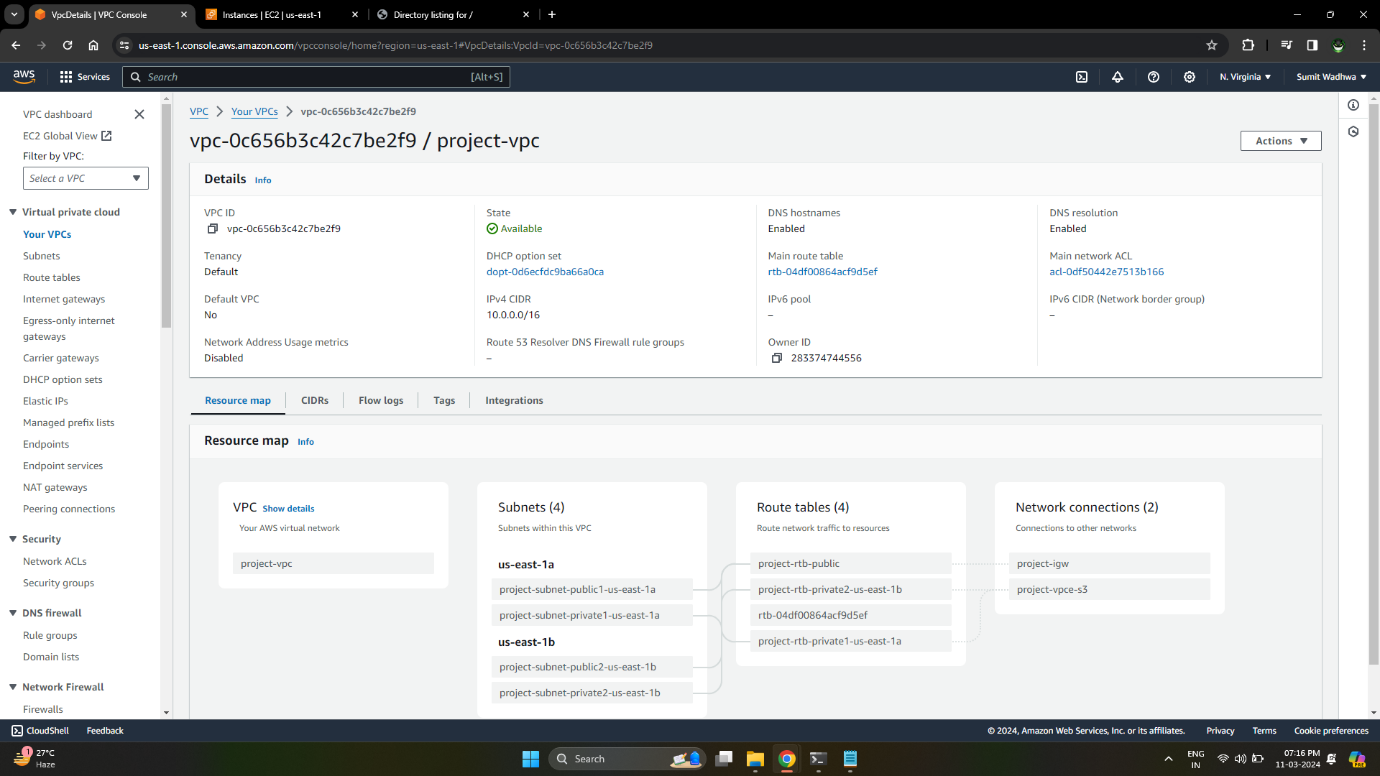 VpcDetails | VPC Console
Instances | EC2 | us-east-1
Directory listing for /
us-east-1.console.aws.amazon.com/vpcconsole/home?region=us-east-1#VpcDetails:VpcId=vpc-0c656b3c42c7be2f9
aws
Services
Search
[Alt+S]
N. Virginia
Sumit Wadhwa
VPC dashboard
EC2 Global View
Filter by VPC:
Select a VPC
Virtual private cloud
Your VPCs
Subnets
Route tables
Internet gateways
Egress-only internet
gateways
Carrier gateways
DHCP option sets
Elastic IPs
Managed prefix lists
Endpoints
Endpoint services
NAT gateways
Peering connections
Security
Network ACLs
Security groups
DNS firewall
Rule groups
Domain lists
Network Firewall
Firewalls
VPC
Your VPCs
vpc-0c656b3c42c7be2f9
vpc-0c656b3c42c7be2f9 / project-vpc
Actions
Details Info
VPC ID
vpc-0c656b3c42c7be2f9
State
Available
DNS hostnames
Enabled
DNS resolution
Enabled
Tenancy
Default
DHCP option set
dopt-0d6ecfdc9ba66a0ca
Main route table
rtb-04df00864acf9d5ef
Main network ACL
acl-0df50442e7513b166
Default VPC
No
IPv4 CIDR
10.0.0.0/16
IPv6 pool
–
IPv6 CIDR (Network border group)
–
Network Address Usage metrics
Disabled
Route 53 Resolver DNS Firewall rule groups
–
Owner ID
283374744556
Resource map
CIDRs
Flow logs
Tags
Integrations
Resource map Info
VPC Show details
Your AWS virtual network
project-vpc
Subnets (4)
Subnets within this VPC
us-east-1a
project-subnet-public1-us-east-1a
project-subnet-private1-us-east-1a
us-east-1b
project-subnet-public2-us-east-1b
project-subnet-private2-us-east-1b
Route tables (4)
Route network traffic to resources
project-rtb-public
project-rtb-private2-us-east-1b
rtb-04df00864acf9d5ef
project-rtb-private1-us-east-1a
Network connections (2)
Connections to other networks
project-igw
project-vpce-s3
CloudShell
Feedback
© 2024, Amazon Web Services, Inc. or its affiliates.
Privacy
Terms
Cookie preferences
1
27°C
Haze
Search
ENG
IN
07:16 PM
11-03-2024